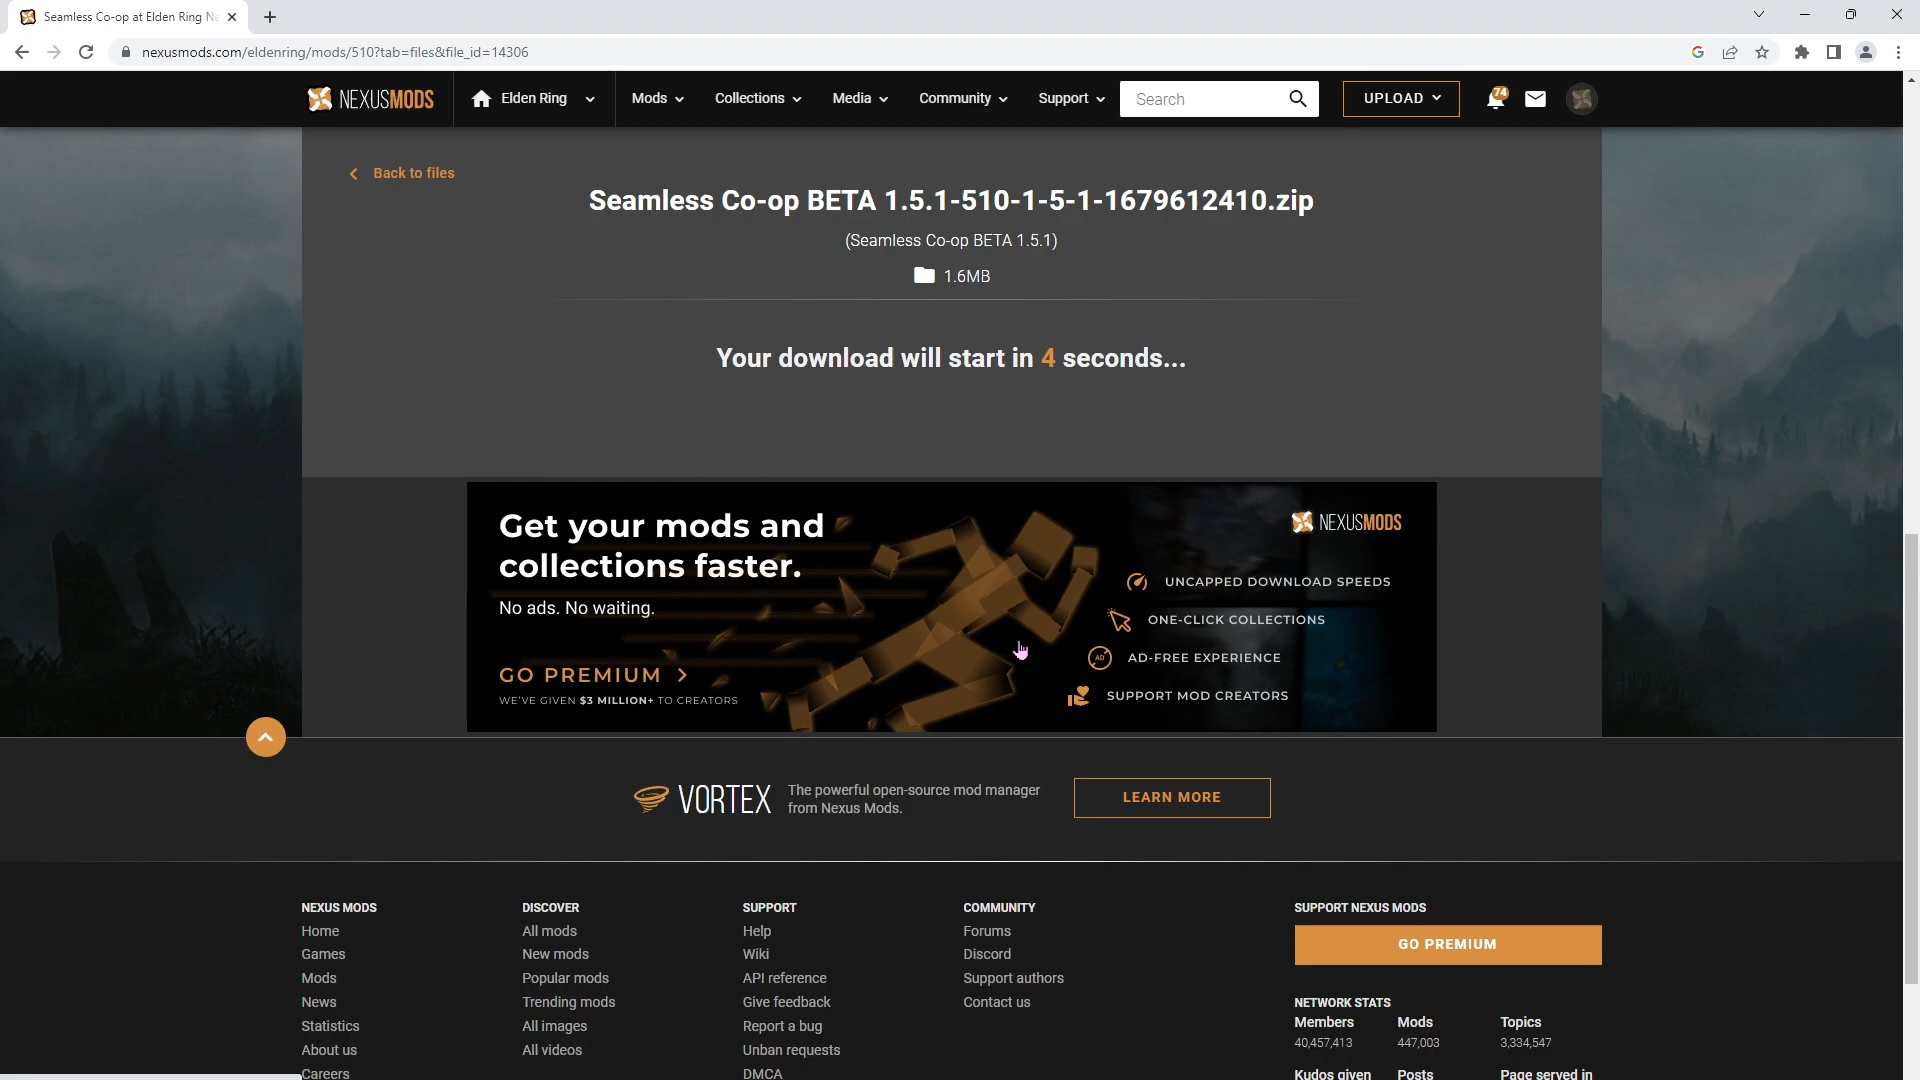 Seamless Co-op at Elden Ring Ne
nexusmods.com/eldenring/mods/510?tab=files&file_id=14306
NEXUSMODS
Elden Ring
Mods
Collections
Media
Community
Support
Search
UPLOAD
74
Back to files
Seamless Co-op BETA 1.5.1-510-1-5-1-1679612410.zip
(Seamless Co-op BETA 1.5.1)
1.6MB
Your download will start in 4 seconds...
Get your mods and
collections faster.
No ads. No waiting.
GO PREMIUM
WE'VE GIVEN $3 MILLION+ TO CREATORS
NEXUSMODS
UNCAPPED DOWNLOAD SPEEDS
ONE-CLICK COLLECTIONS
AD
AD-FREE EXPERIENCE
SUPPORT MOD CREATORS
VORTEX
The powerful open-source mod manager
from Nexus Mods.
LEARN MORE
NEXUS MODS
Home
Games
Mods
News
Statistics
About us
Careers
DISCOVER
All mods
New mods
Popular mods
Trending mods
All images
All videos
SUPPORT
Help
Wiki
API reference
Give feedback
Report a bug
Unban requests
DMCA
COMMUNITY
Forums
Discord
Support authors
Contact us
SUPPORT NEXUS MODS
GO PREMIUM
NETWORK STATS
Members Mods Topics
40,457,413 447,003 3,334,547
Kudos given Posts Page served in